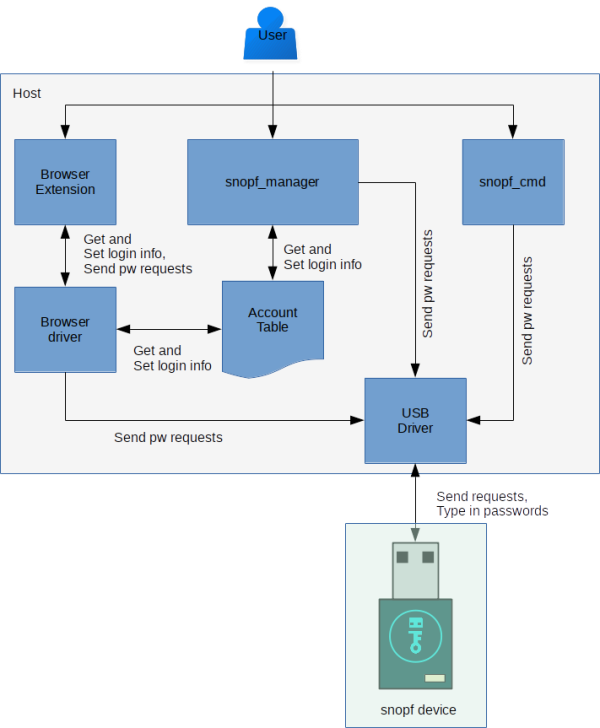 User
Host
Browser
Extension
snopf_manager
snopf_cmd
Get and
Set login info,
Send pw requests
Get and
Set login info
Send pw requests
Send pw requests
Browser
driver
Account
Table
Get and
Set login info
Send pw requests
USB
Driver
Send requests,
Type in passwords
snopf device